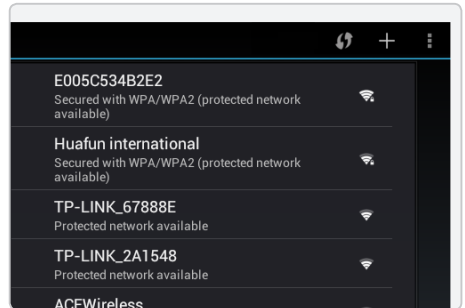 E005C534B2E2
Secured with WPA/WPA2 (protected network
available)
Huafun international
Secured with WPA/WPA2 (protected network
available)
TP-LINK_67888E
Protected network available
TP-LINK_2A1548
Protected network available
ACEWireless